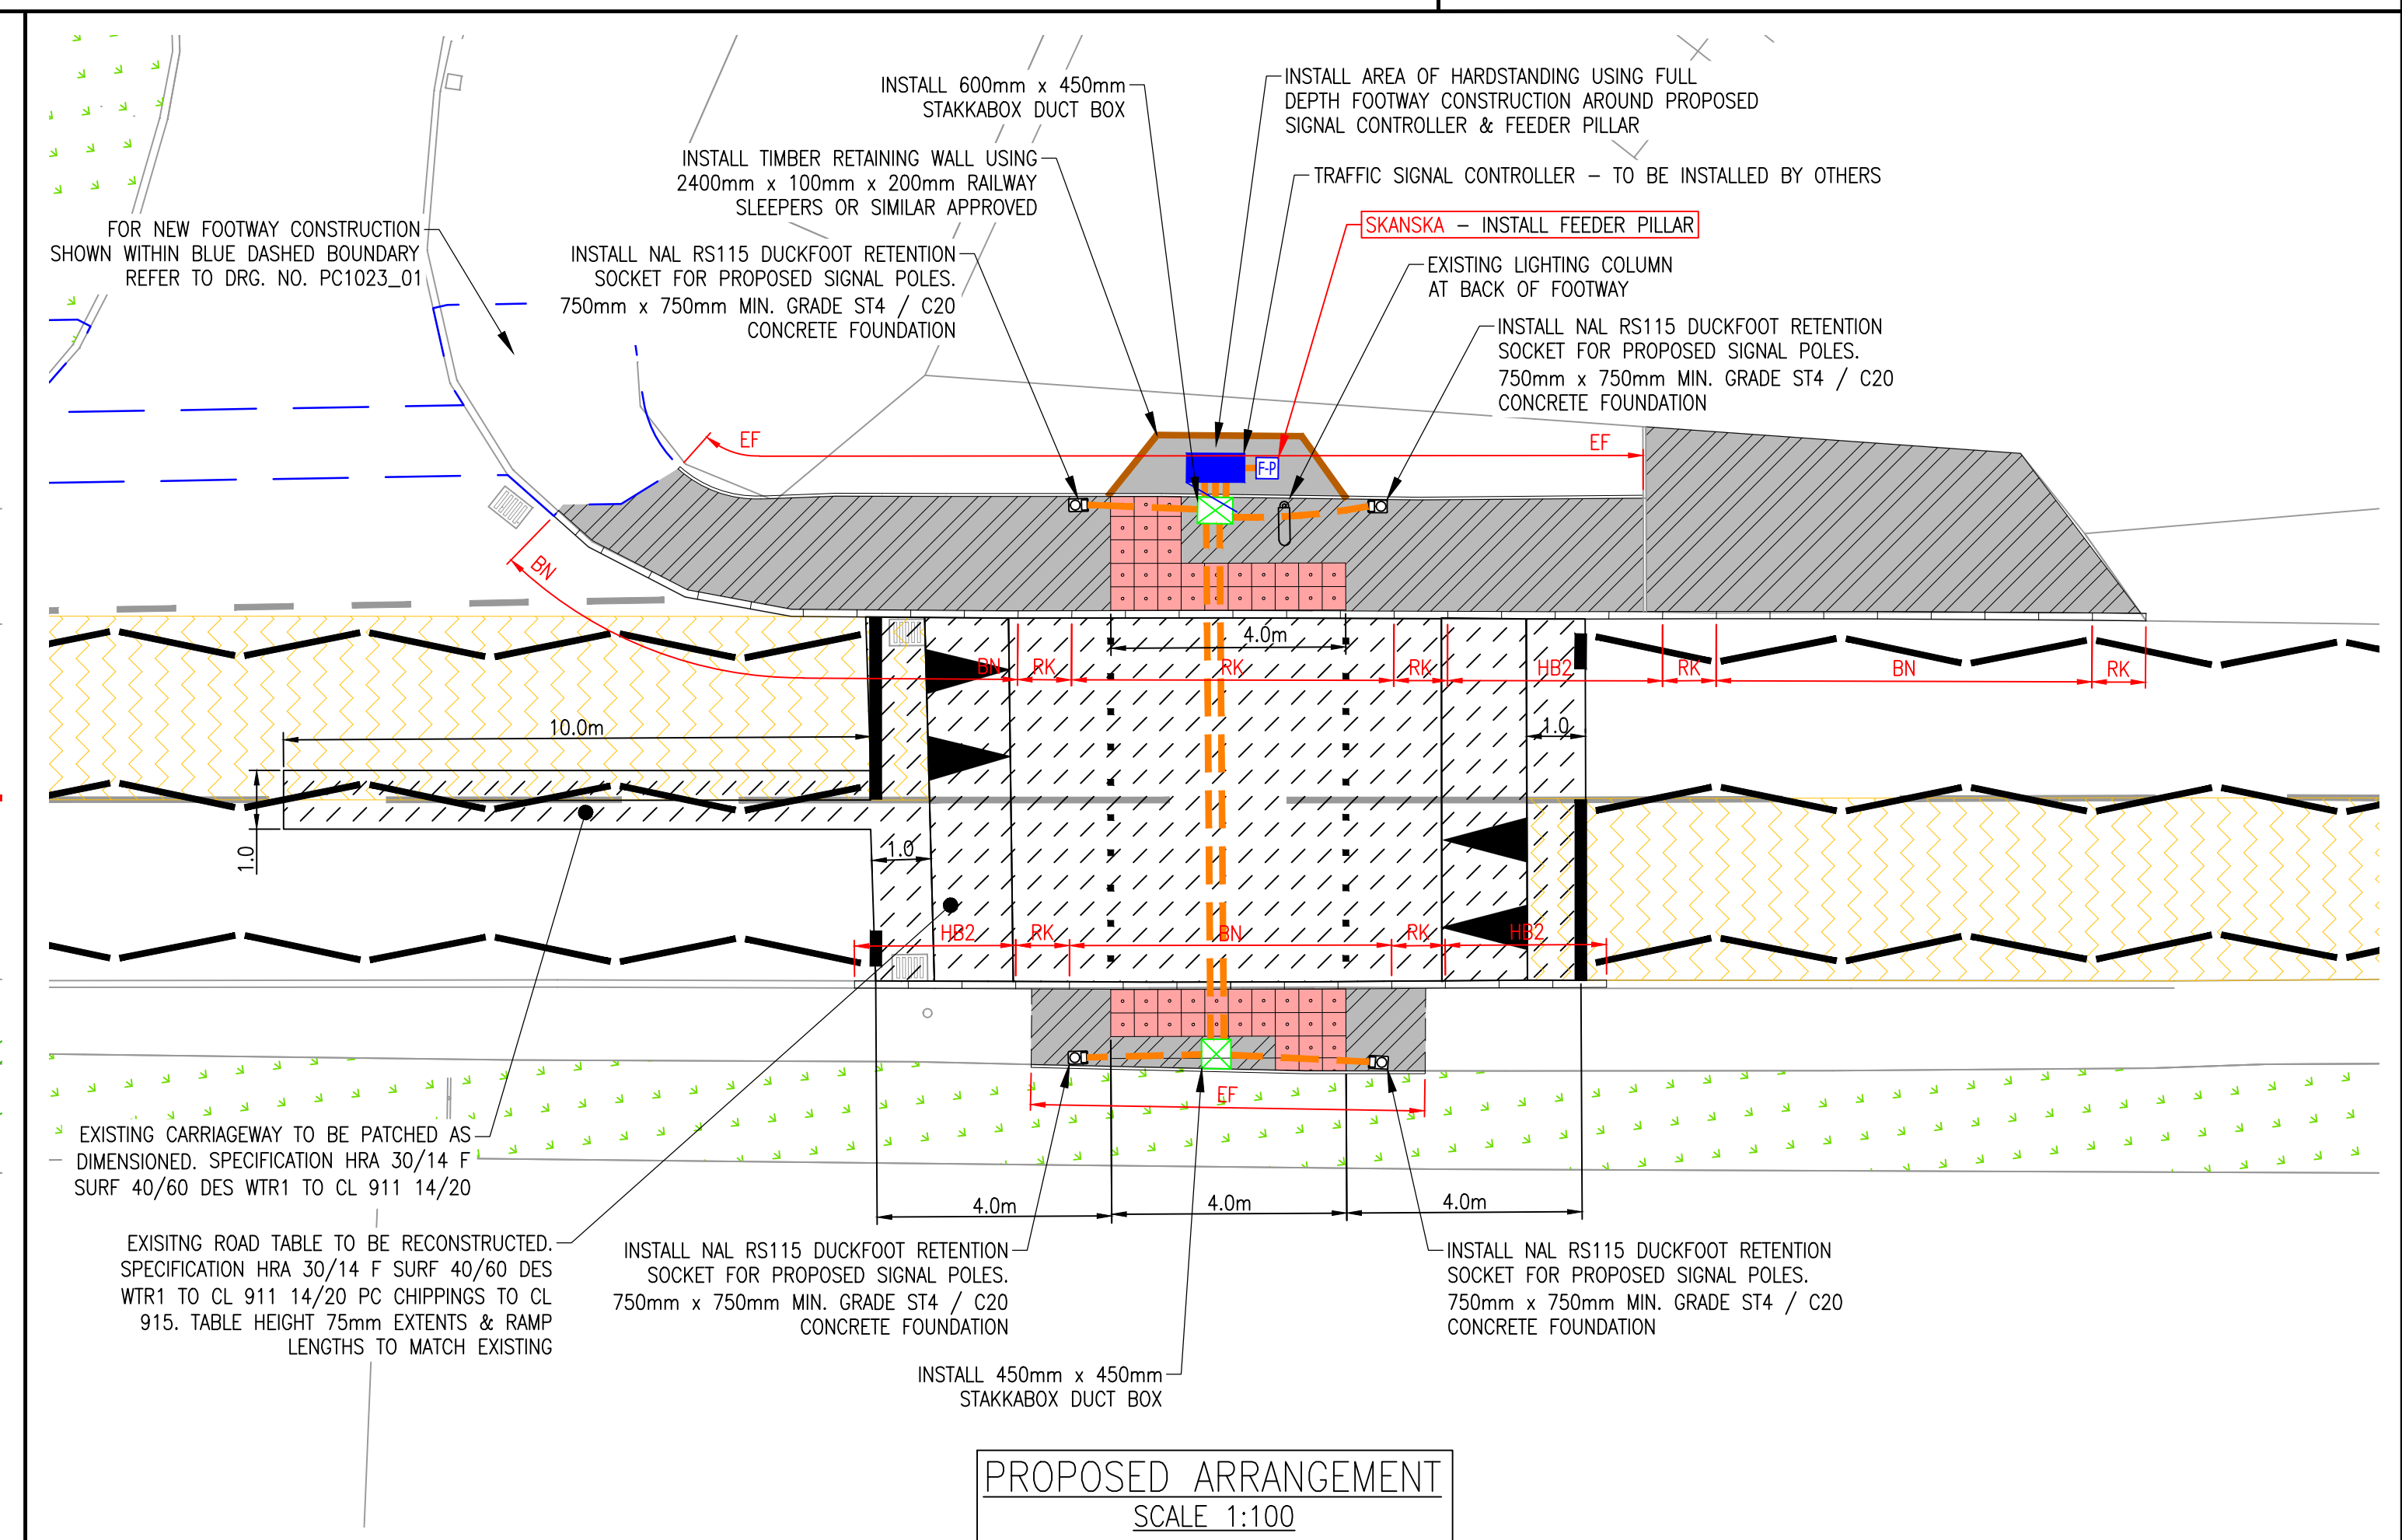 INSTALL 600mm x 450mm
STAKKABOX DUCT BOX
INSTALL AREA OF HARDSTANDING USING FULL
DEPTH FOOTWAY CONSTRUCTION AROUND PROPOSED
SIGNAL CONTROLLER & FEEDER PILLAR
INSTALL TIMBER RETAINING WALL USING
2400mm x 100mm x 200mm RAILWAY
SLEEPERS OR SIMILAR APPROVED
TRAFFIC SIGNAL CONTROLLER – TO BE INSTALLED BY OTHERS
SKANSKA – INSTALL FEEDER PILLAR
FOR NEW FOOTWAY CONSTRUCTION
SHOWN WITHIN BLUE DASHED BOUNDARY
REFER TO DRG. NO. PC1023_01
INSTALL NAL RS115 DUCKFOOT RETENTION
SOCKET FOR PROPOSED SIGNAL POLES.
750mm x 750mm MIN. GRADE ST4 / C20
CONCRETE FOUNDATION
EXISTING LIGHTING COLUMN
AT BACK OF FOOTWAY
INSTALL NAL RS115 DUCKFOOT RETENTION
SOCKET FOR PROPOSED SIGNAL POLES.
750mm x 750mm MIN. GRADE ST4 / C20
CONCRETE FOUNDATION
EF
EF
F-P
BN
4.0m
BN
RK
RK
RK
HB2
RK
BN
RK
10.0m
1.0
1.0
1.0
HB2
RK
BN
RK
HB2
EF
EXISTING CARRIAGEWAY TO BE PATCHED AS
DIMENSIONED. SPECIFICATION HRA 30/14 F
SURF 40/60 DES WTR1 TO CL 911 14/20
4.0m
4.0m
4.0m
EXISITNG ROAD TABLE TO BE RECONSTRUCTED.
SPECIFICATION HRA 30/14 F SURF 40/60 DES
WTR1 TO CL 911 14/20 PC CHIPPINGS TO CL
915. TABLE HEIGHT 75mm EXTENTS & RAMP
LENGTHS TO MATCH EXISTING
INSTALL NAL RS115 DUCKFOOT RETENTION
SOCKET FOR PROPOSED SIGNAL POLES.
750mm x 750mm MIN. GRADE ST4 / C20
CONCRETE FOUNDATION
INSTALL NAL RS115 DUCKFOOT RETENTION
SOCKET FOR PROPOSED SIGNAL POLES.
750mm x 750mm MIN. GRADE ST4 / C20
CONCRETE FOUNDATION
INSTALL 450mm x 450mm
STAKKABOX DUCT BOX
PROPOSED ARRANGEMENT
SCALE 1:100